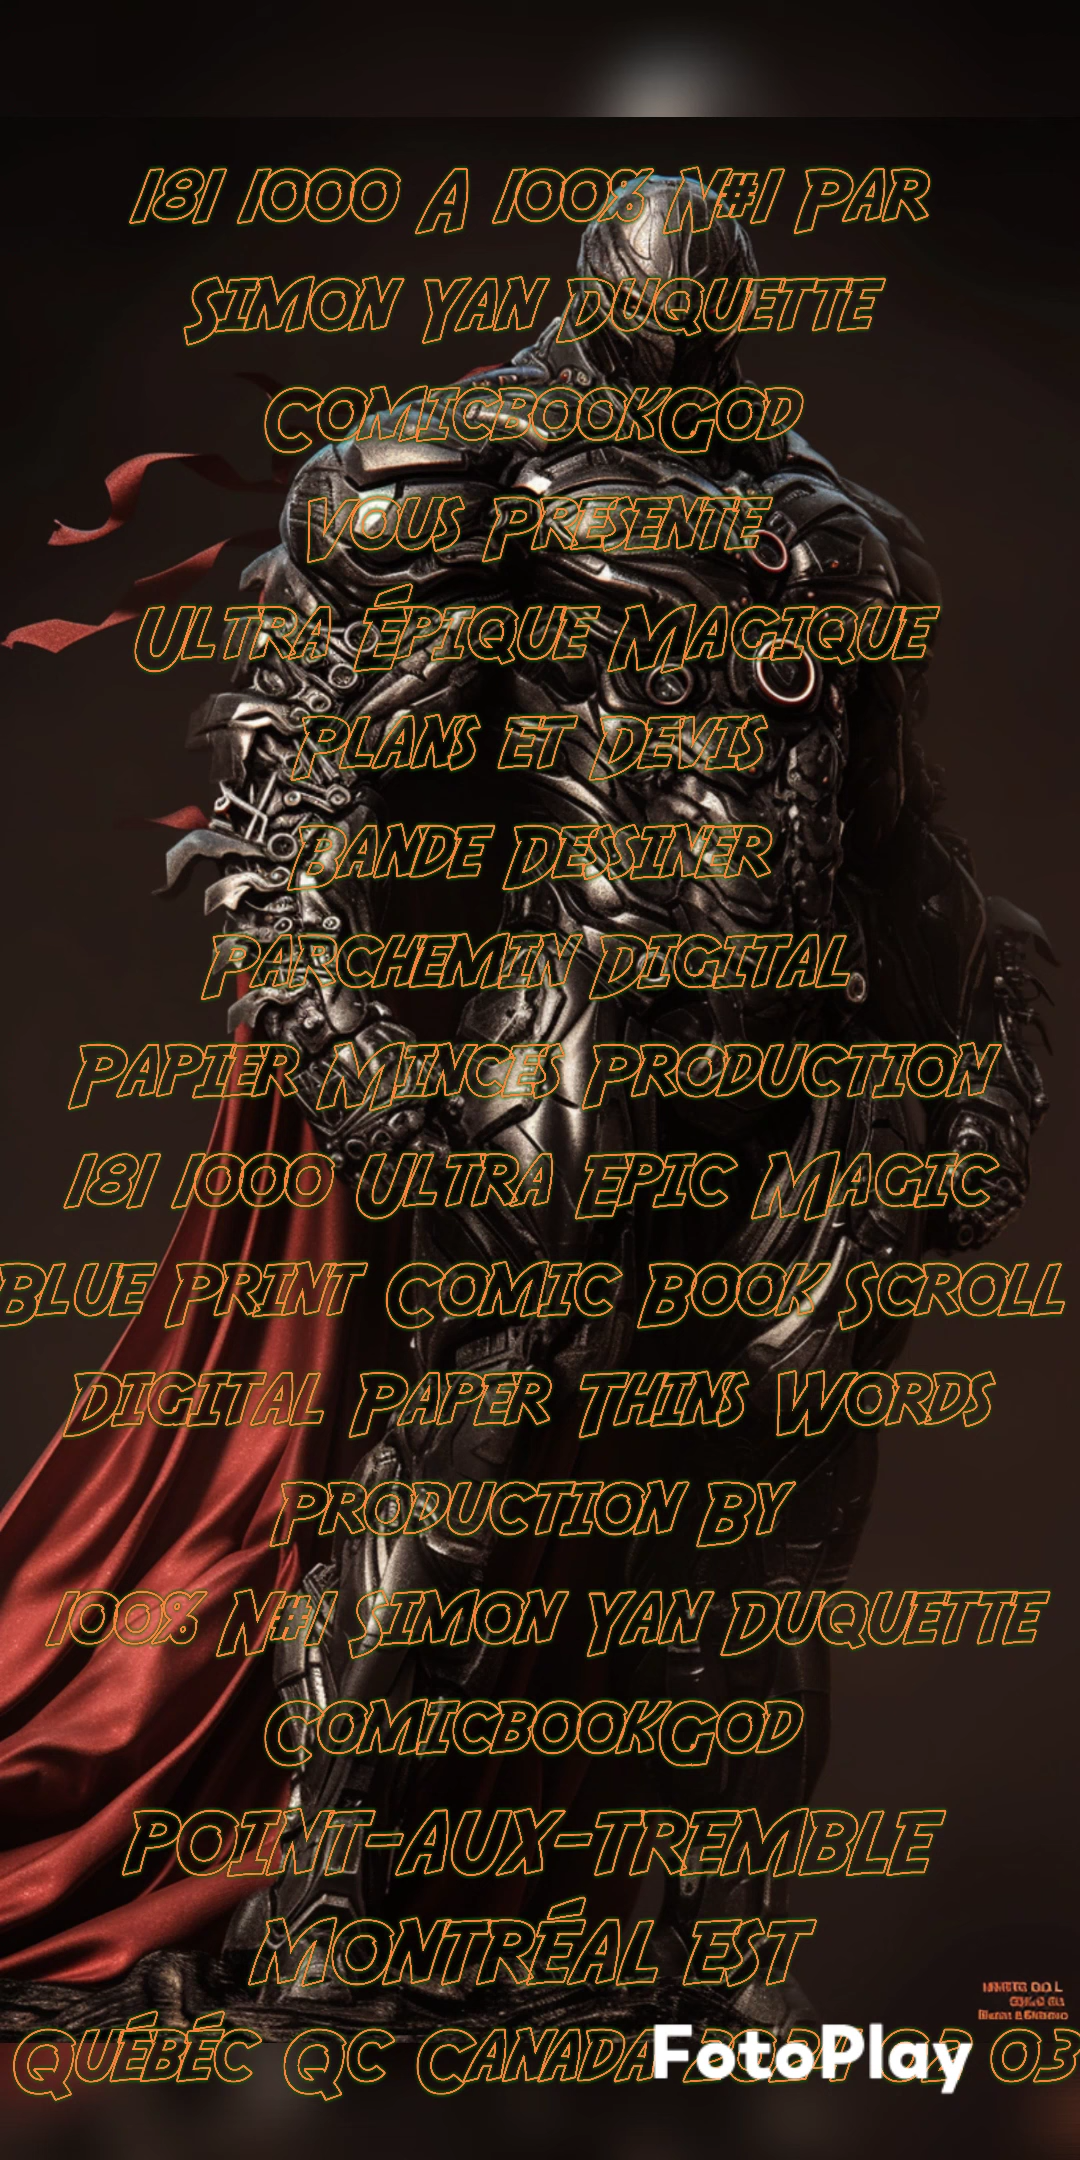 181 1000 A 100% N#1 PAR
SIMON YAN DUQUETTE
COMICBOOKGOD
VOUS PRESENTE
ULTRA ÉPIQUE MAGIQUE
PLANS ET DEVIS
BANDE DESSINER
PARCHEMIN DIGITAL
PAPIER MINCES PRODUCTION
181 1000 ULTRA EPIC MAGIC
BLUE PRINT COMIC BOOK SCROLL
DIGITAL PAPER THINS WORDS
PRODUCTION BY
100% N#1 SIMON YAN DUQUETTE
COMICBOOKGOD
POINT-AUX-TREMBLE
MONTRÉAL EST
QUÉBÉC QC CANADA 03
FotoPlay